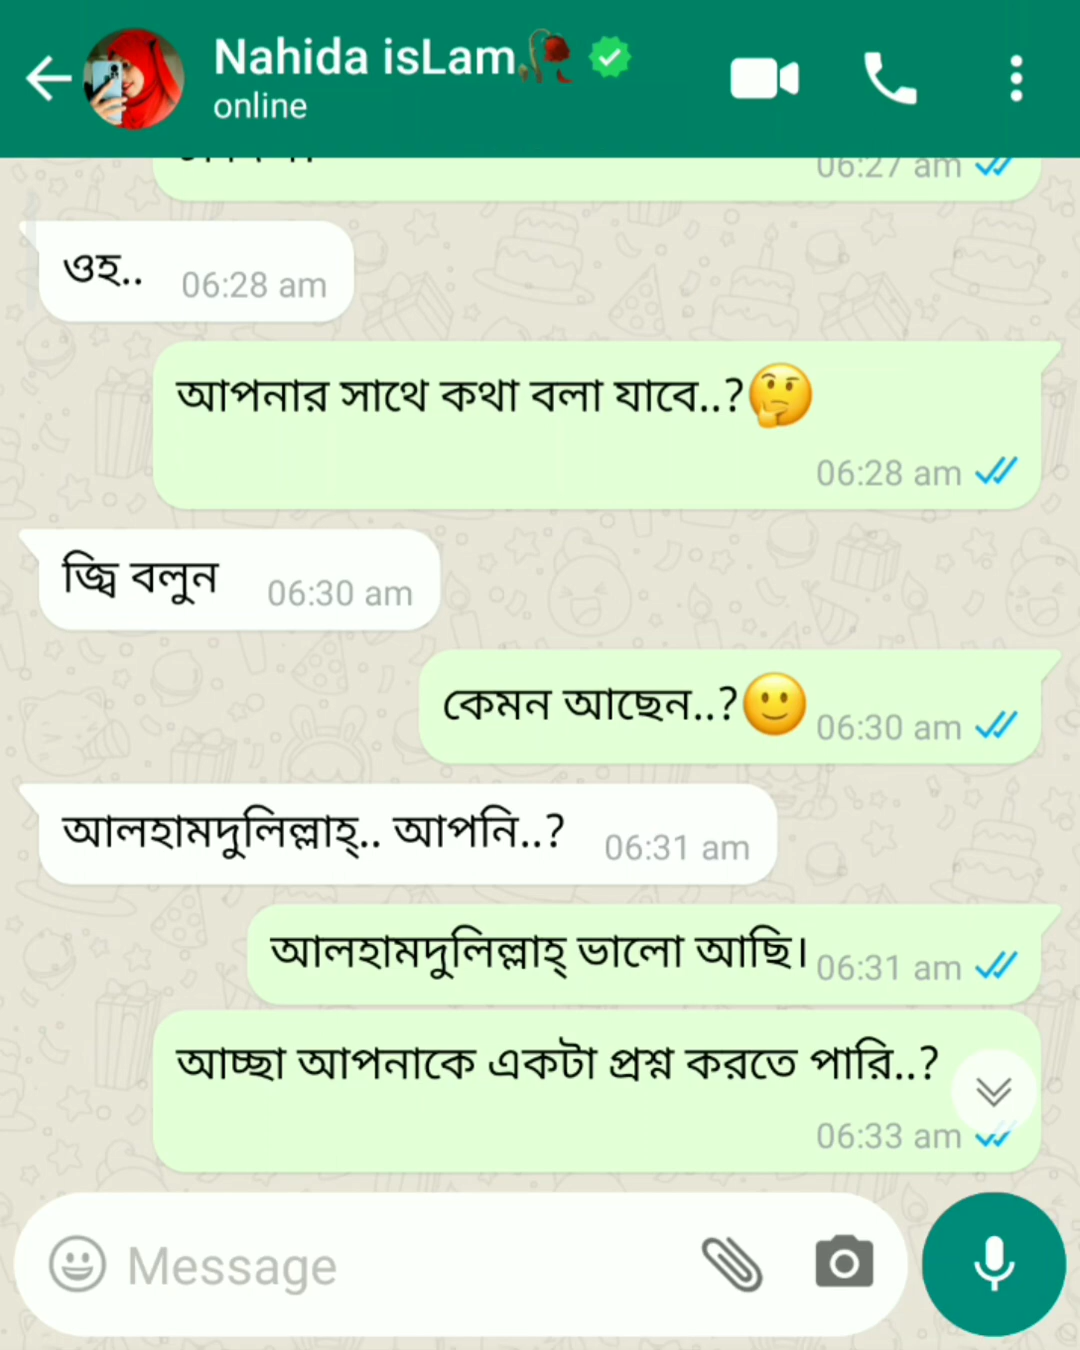 Nahida isLam🥀
online
06:27 am
ওহ..
06:28 am
আপনার সাথে কথা বলা যাবে..?🤔
06:28 am
জ্বি বলুন
06:30 am
কেমন আছেন..?🙂
06:30 am
আলহামদুলিল্লাহ্.. আপনি..?
06:31 am
আলহামদুলিল্লাহ্ ভালো আছি।
06:31 am
আচ্ছা আপনাকে একটা প্রশ্ন করতে পারি..?
06:33 am
Message